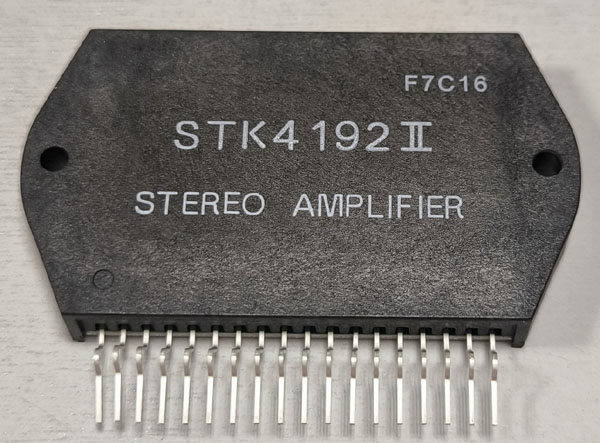 F7C16
STK4192II
STEREO AMPLIFIER